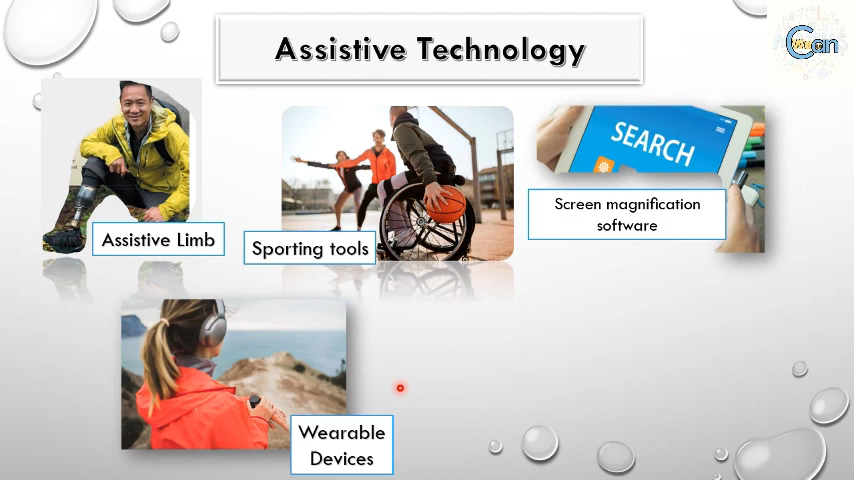 Assistive Technology
Can
SEARCH
Assistive Limb
Sporting tools
Screen magnification
software
Wearable
Devices